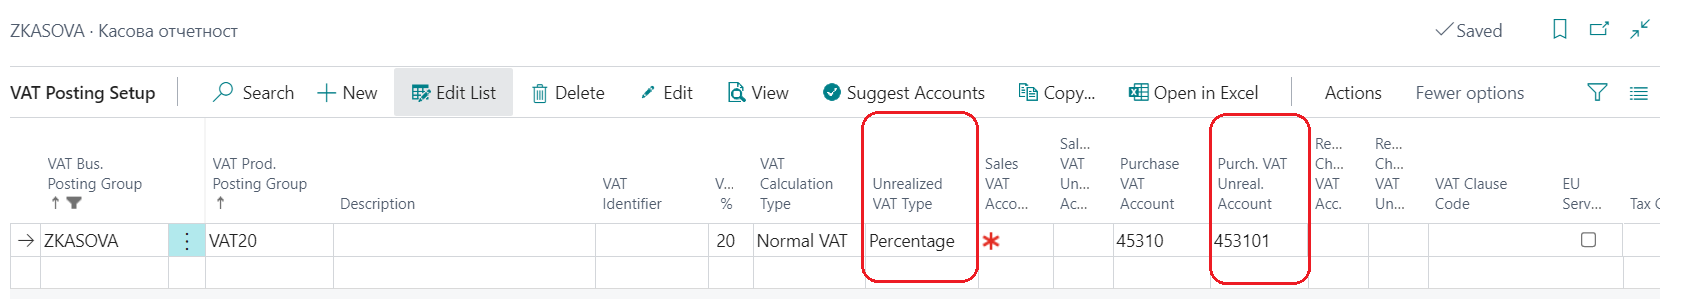 ZKASOVA · Касова отчетност
Saved
VAT Posting Setup
Search
New
Edit List
Delete
Edit
View
Suggest Accounts
Copy...
Open in Excel
Actions
Fewer options
VAT Bus.
Posting Group
VAT Prod.
Posting Group
Description
VAT
Identifier
V...
%
VAT
Calculation
Type
Unrealized
VAT Type
Sales
VAT
Acco...
Sal...
VAT
Un...
Ac...
Purchase
VAT
Account
Purch. VAT
Unreal.
Account
Re...
Ch...
VAT
Acc.
Re...
Ch...
VAT
Un...
VAT Clause
Code
EU
Serv...
Tax C
ZKASOVA
VAT20
20
Normal VAT
Percentage
45310
453101